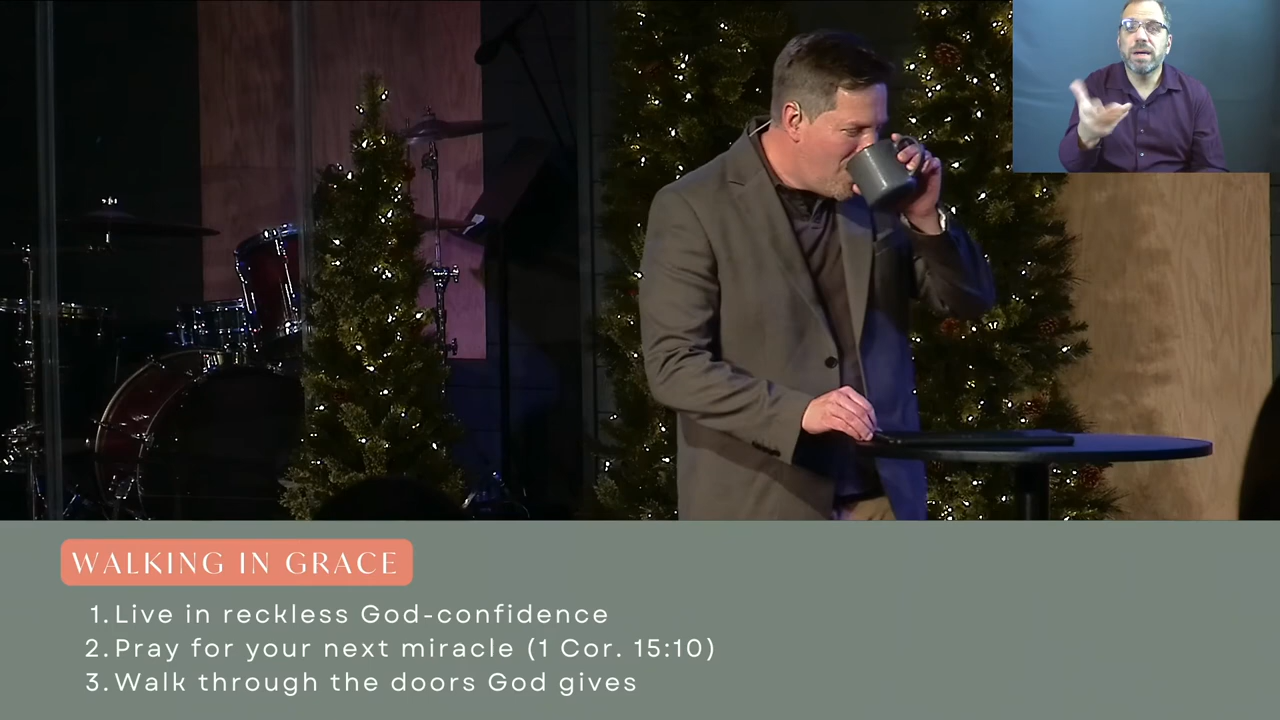 WALKING IN GRACE
1. Live in reckless God-confidence
2. Pray for your next miracle (1 Cor. 15:10)
3. Walk through the doors God gives